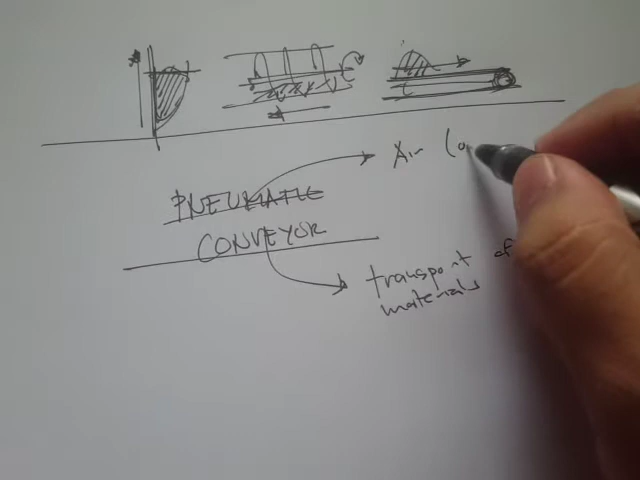 Air (a
PNEUMATIC
CONVEYOR
transport of
materials